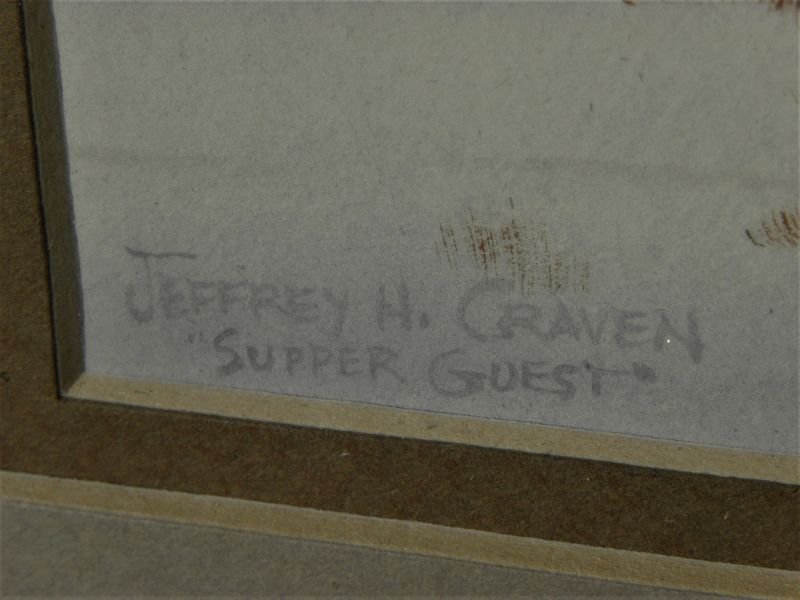 JEFFREY H. CRAVEN
"SUPPER GUEST"